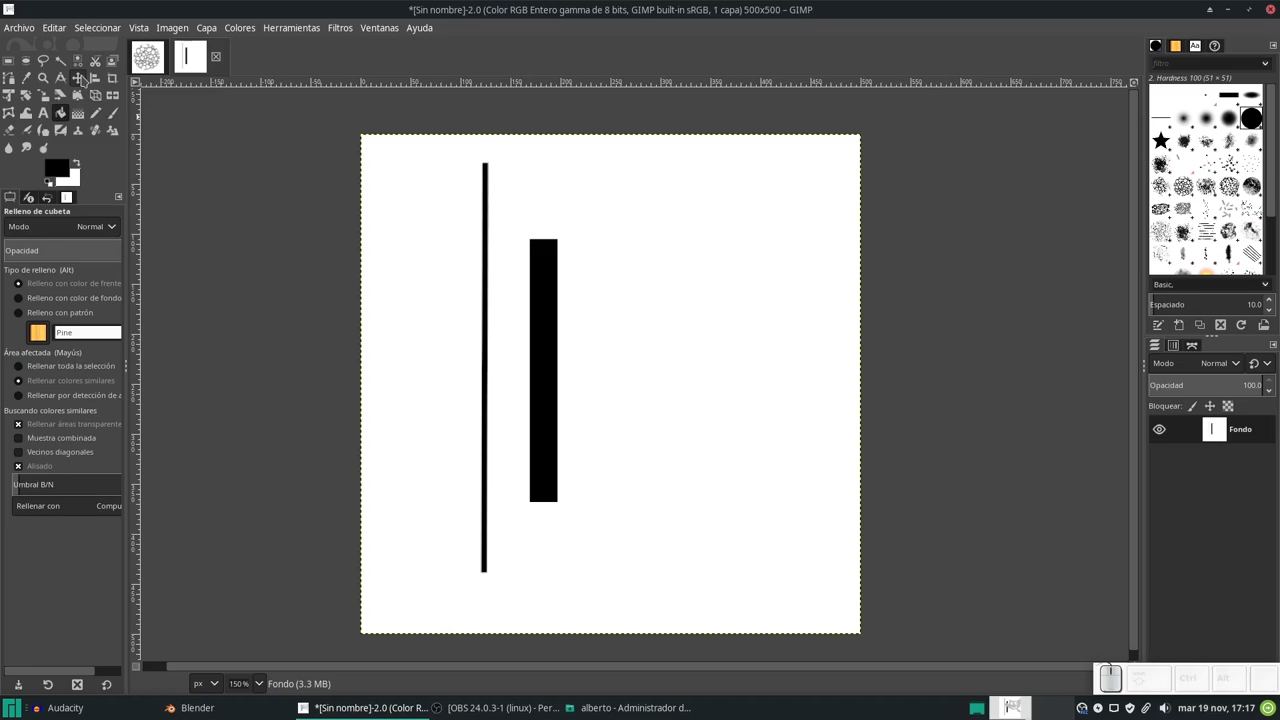 *[Sin nombre]-2.0 (Color RGB Entero gamma de 8 bits, GIMP built-in sRGB, 1 capa) 500x500 – GIMP
Archivo Editar Seleccionar Vista Imagen Capa Colores Herramientas Filtros Ventanas Ayuda
filtro
2. Hardness 100 (51 × 51)
Relleno de cubeta
Modo Normal
Opacidad
Tipo de relleno (Alt)
Relleno con color de frente
Relleno con color de fondo
Relleno con patrón
Pine
Área afectada (Mayús)
Rellenar toda la selección
Rellenar colores similares
Rellenar por detección de a
Buscando colores similares
Rellenar áreas transparente
Muestra combinada
Vecinos diagonales
Alisado
Umbral B/N
Rellenar con Compu
Basic,
Espaciado 10.0
Modo Normal
Opacidad 100.0
Bloquear:
Fondo
px 150 % Fondo (3.3 MB)
Ctrl Alt
Audacity Blender *[Sin nombre]-2.0 (Color R... [OBS 24.0.3-1 (linux) - Per... alberto - Administrador d... mar 19 nov, 17:17